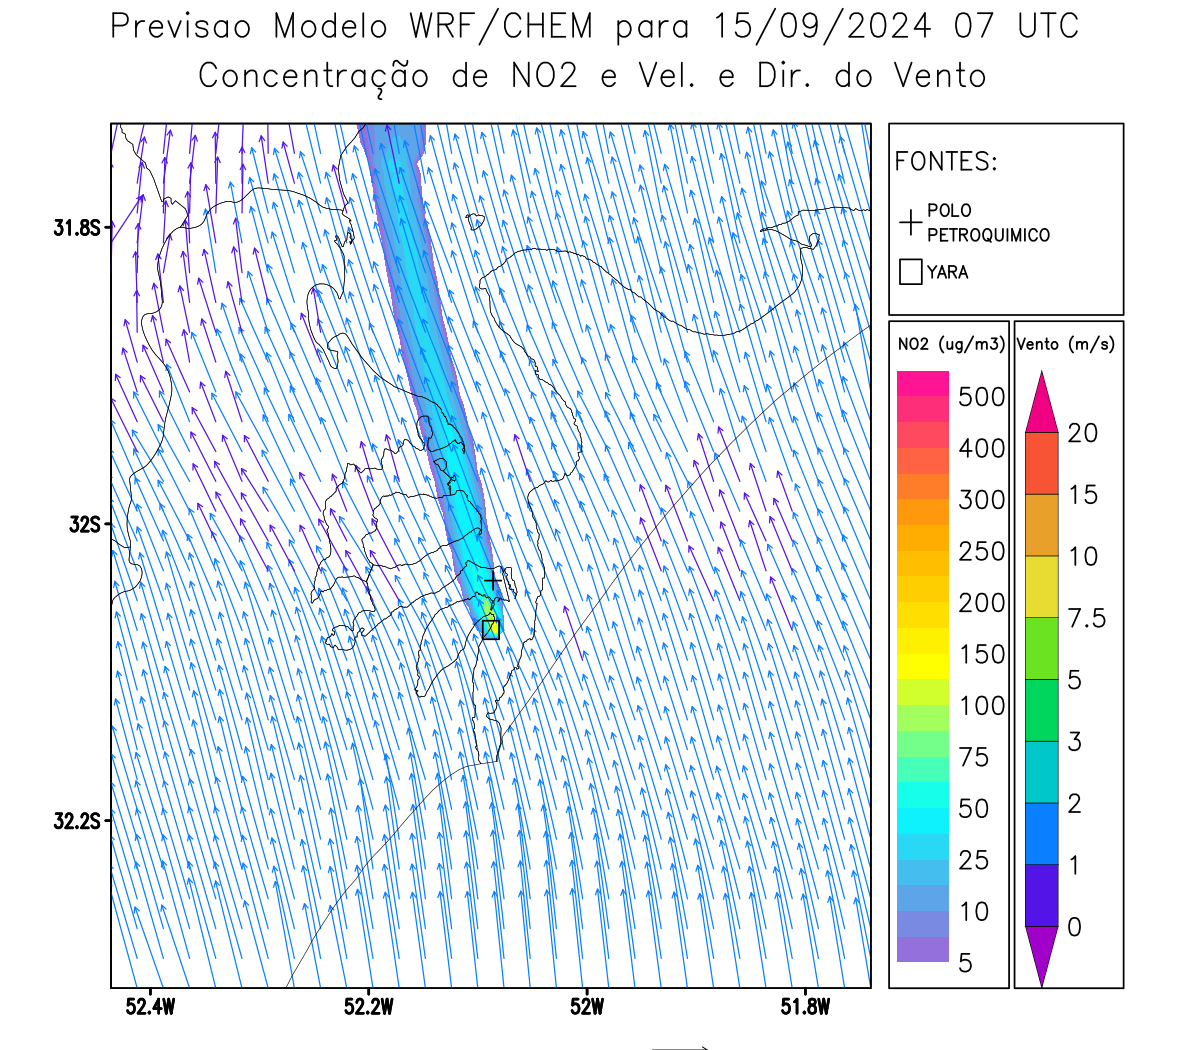 Previsao Modelo WRF/CHEM para 15/09/2024 07 UTC
Concentração de NO2 e Vel. e Dir. do Vento
FONTES:
POLO
PETROQUIMICO
YARA
NO2 (ug/m3)
500
400
300
250
200
150
100
75
50
25
10
5
Vento (m/s)
20
15
10
7.5
5
3
2
1
0
31.8S
32S
32.2S
52.4W 52.2W 52W 51.8W